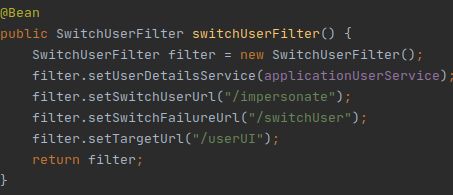 @Bean
public SwitchUserFilter switchUserFilter() {
    SwitchUserFilter filter = new SwitchUserFilter();
    filter.setUserDetailsService(applicationUserService);
    filter.setSwitchUserUrl("/impersonate");
    filter.setSwitchFailureUrl("/switchUser");
    filter.setTargetUrl("/userUI");
    return filter;
}